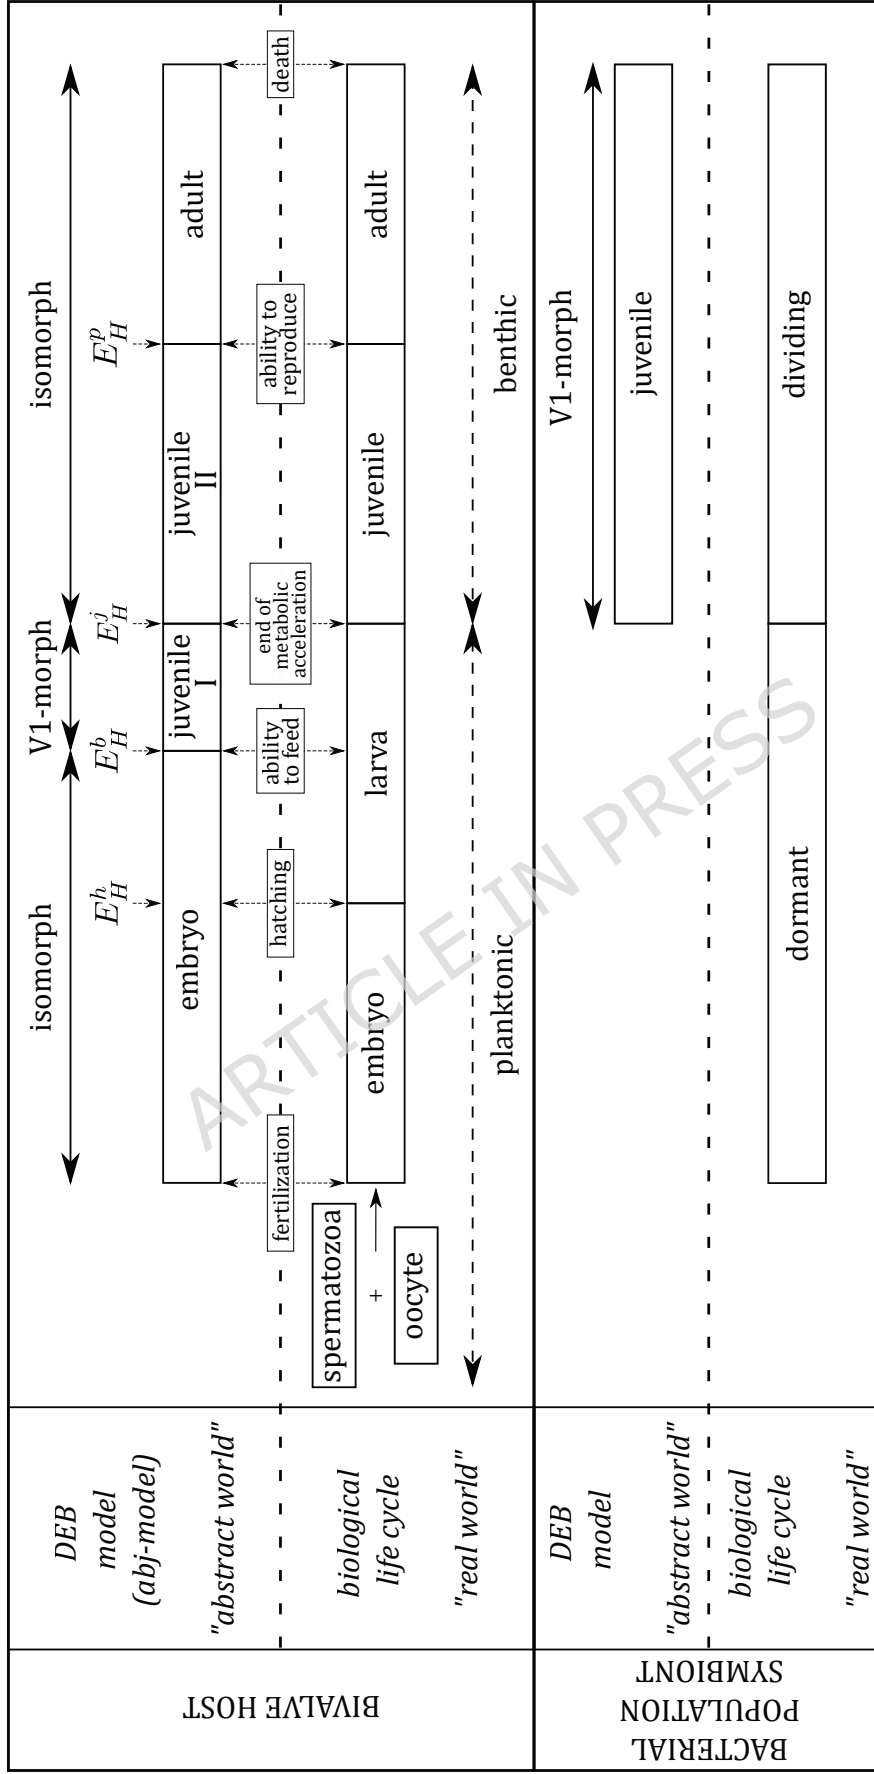 BIVALVE HOST
DEB
model
(abj-model)
"abstract world"
isomorph
V1-morph
isomorph
E_H^h
E_H^b
E_H^j
E_H^p
embryo
juvenile
I
juvenile
II
adult
fertilization
hatching
ability
to feed
end of
metabolic
acceleration
ability to
reproduce
death
biological
life cycle
"real world"
spermatozoa
+
oocyte
embryo
larva
juvenile
adult
planktonic
benthic
BACTERIAL
POPULATION
SYMBIONT
DEB
model
"abstract world"
V1-morph
juvenile
biological
life cycle
"real world"
dormant
dividing
ARTICLE IN PRESS